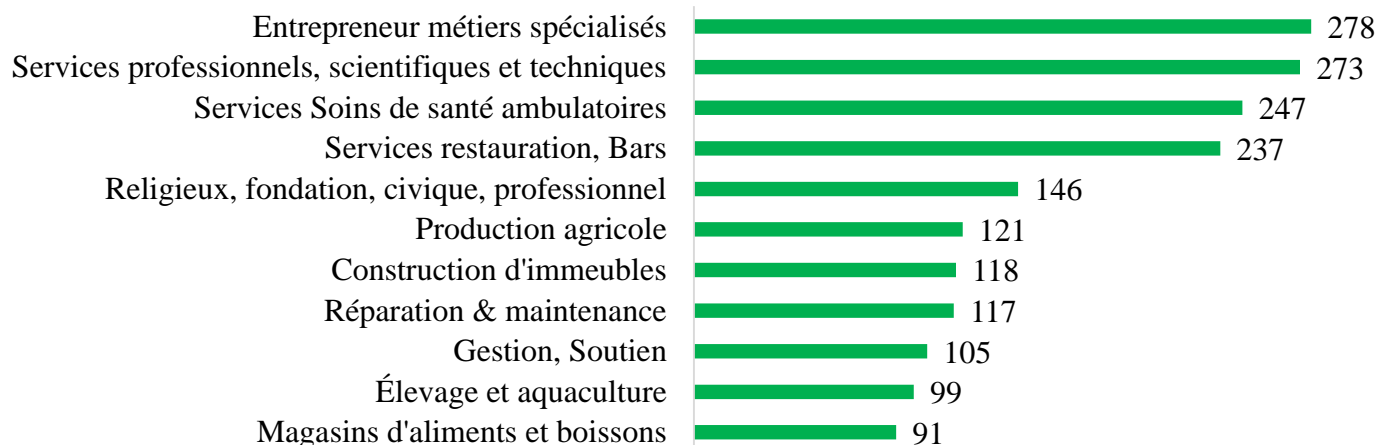 Entrepreneur métiers spécialisés 278
Services professionnels, scientifiques et techniques 273
Services Soins de santé ambulatoires 247
Services restauration, Bars 237
Religieux, fondation, civique, professionnel 146
Production agricole 121
Construction d'immeubles 118
Réparation & maintenance 117
Gestion, Soutien 105
Élevage et aquaculture 99
Magasins d'aliments et boissons 91